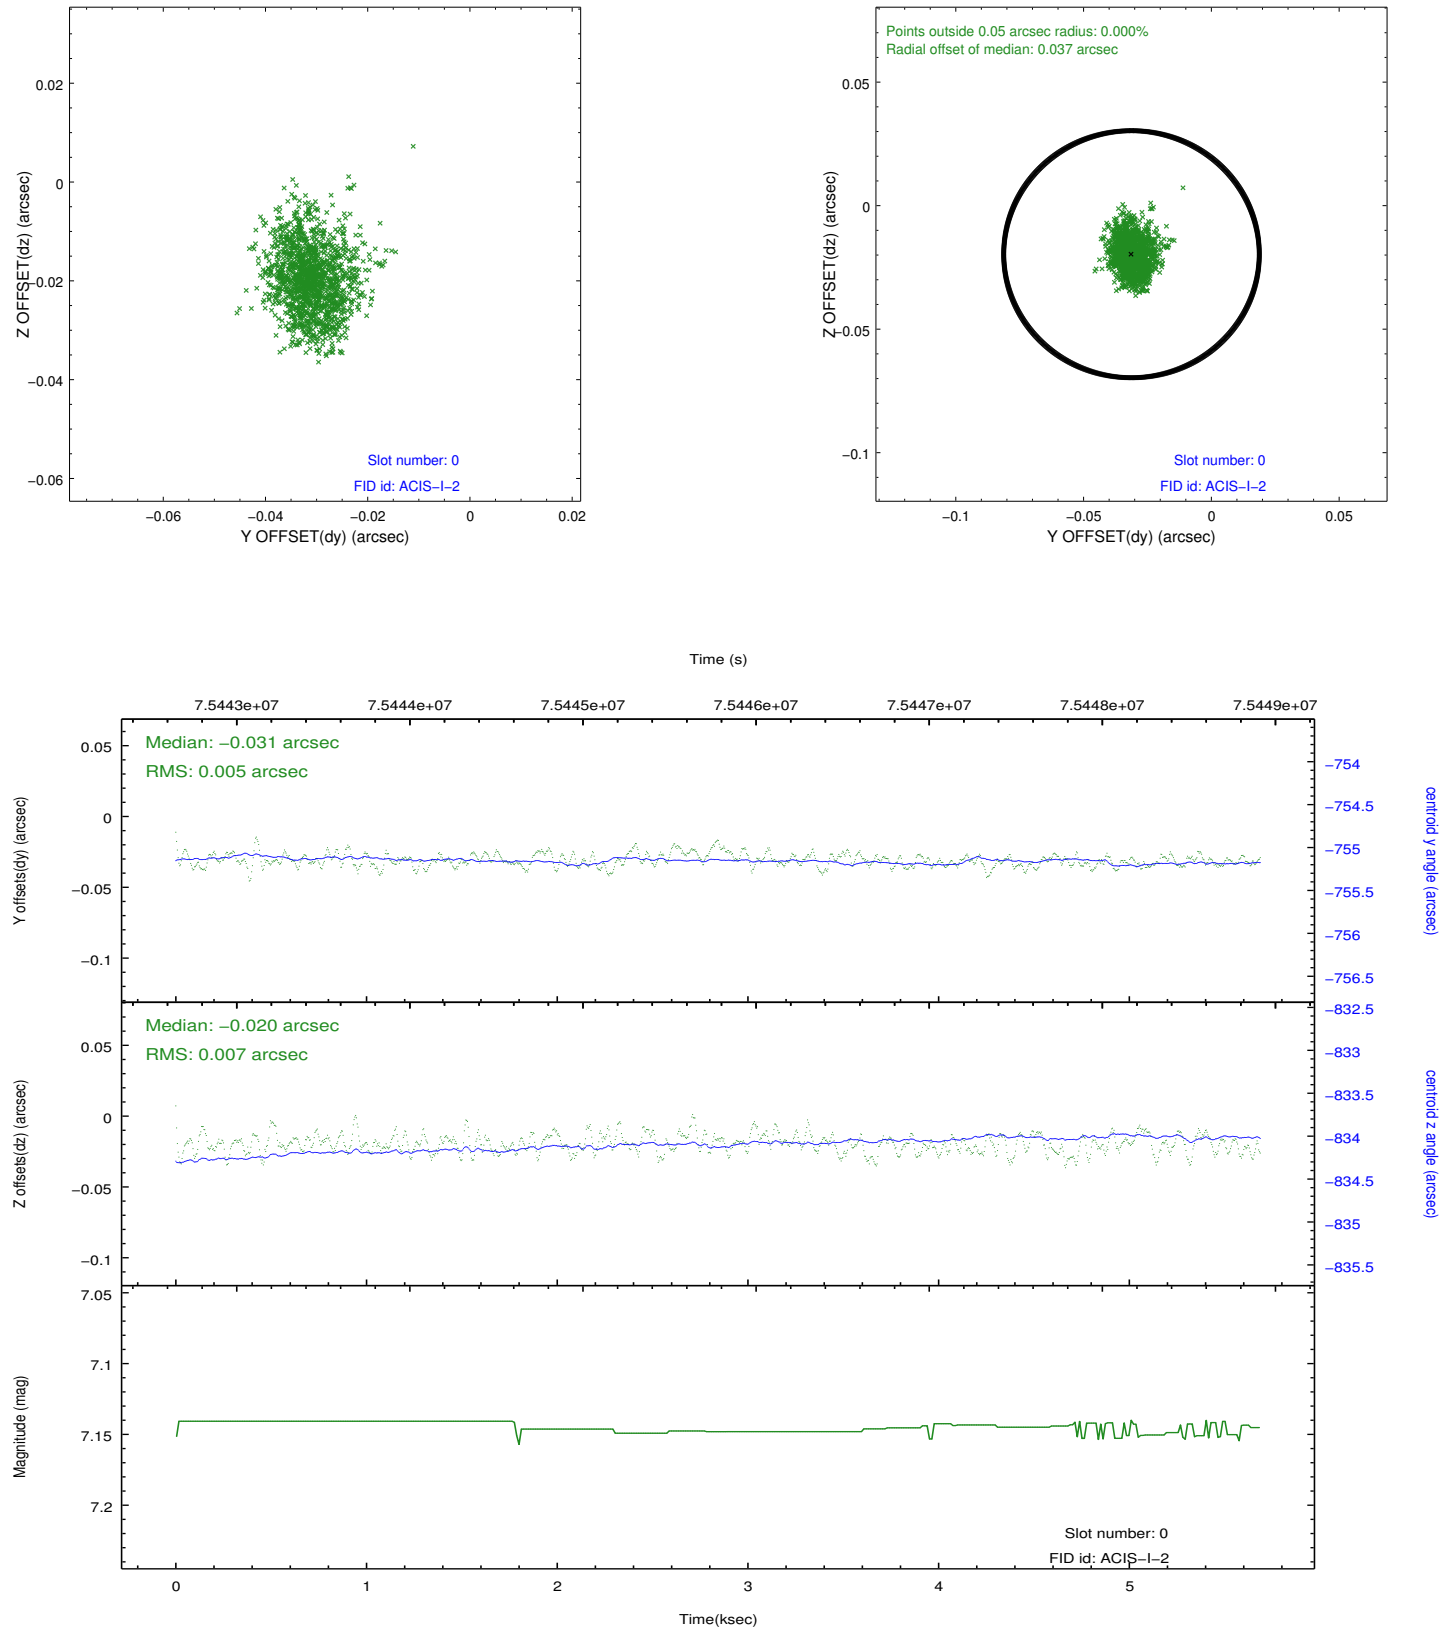 0.02
0
−0.02
−0.04
−0.06
Z OFFSET(dz) (arcsec)
Slot number: 0
FID id: ACIS−I−2
−0.06
−0.04
−0.02
0
0.02
Y OFFSET(dy) (arcsec)
Points outside 0.05 arcsec radius: 0.000%
Radial offset of median: 0.037 arcsec
0.05
0
−0.05
−0.1
Z OFFSET(dz) (arcsec)
Slot number: 0
FID id: ACIS−I−2
−0.1
−0.05
0
0.05
Y OFFSET(dy) (arcsec)
Time (s)
7.5443e+07
7.5444e+07
7.5445e+07
7.5446e+07
7.5447e+07
7.5448e+07
7.5449e+07
Median: −0.031 arcsec
RMS: 0.005 arcsec
0.05
0
−0.05
−0.1
Y offsets(dy) (arcsec)
−754
−754.5
−755
−755.5
−756
−756.5
centroid y angle (arcsec)
Median: −0.020 arcsec
RMS: 0.007 arcsec
0.05
0
−0.05
−0.1
Z offsets(dz) (arcsec)
−832.5
−833
−833.5
−834
−834.5
−835
−835.5
centroid z angle (arcsec)
7.05
7.1
7.15
7.2
Magnitude (mag)
Slot number: 0
FID id: ACIS−I−2
0
1
2
3
4
5
Time(ksec)